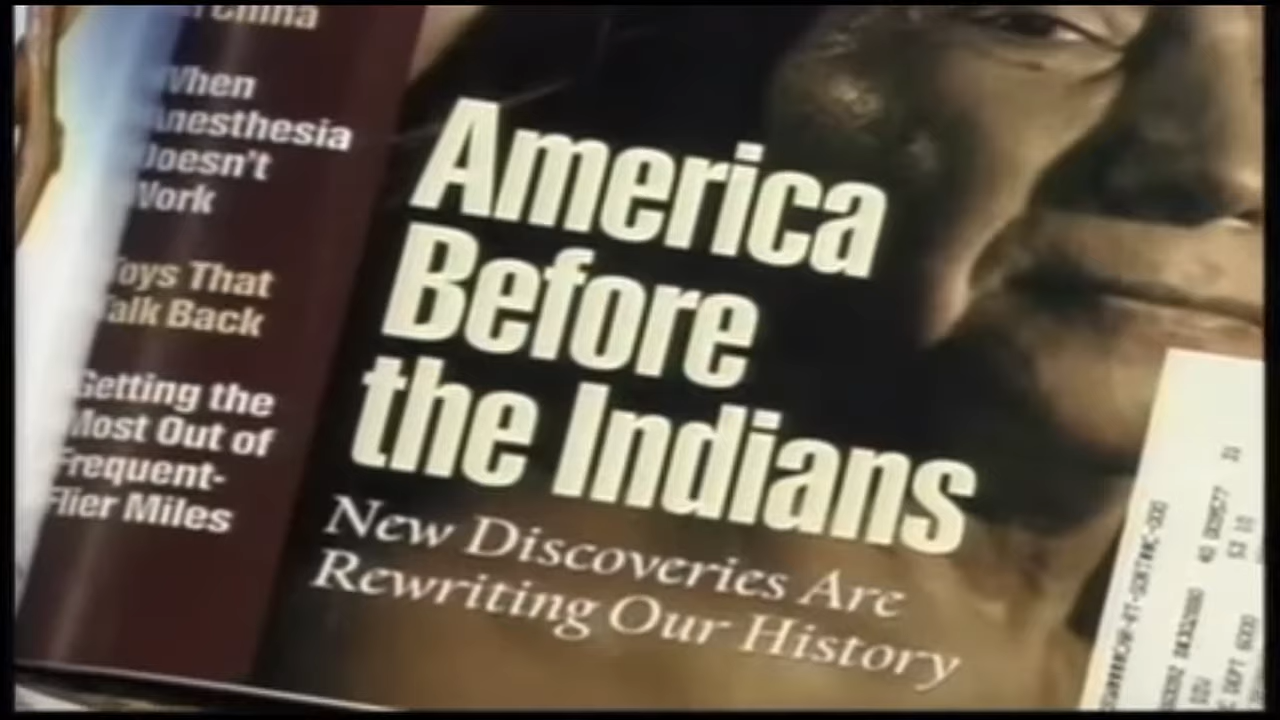 China
When
Anesthesia
Doesn't
Work
Toys That
Talk Back
Getting the
Most Out of
Frequent-
Flier Miles
America
Before
the Indians
New Discoveries Are
Rewriting Our History